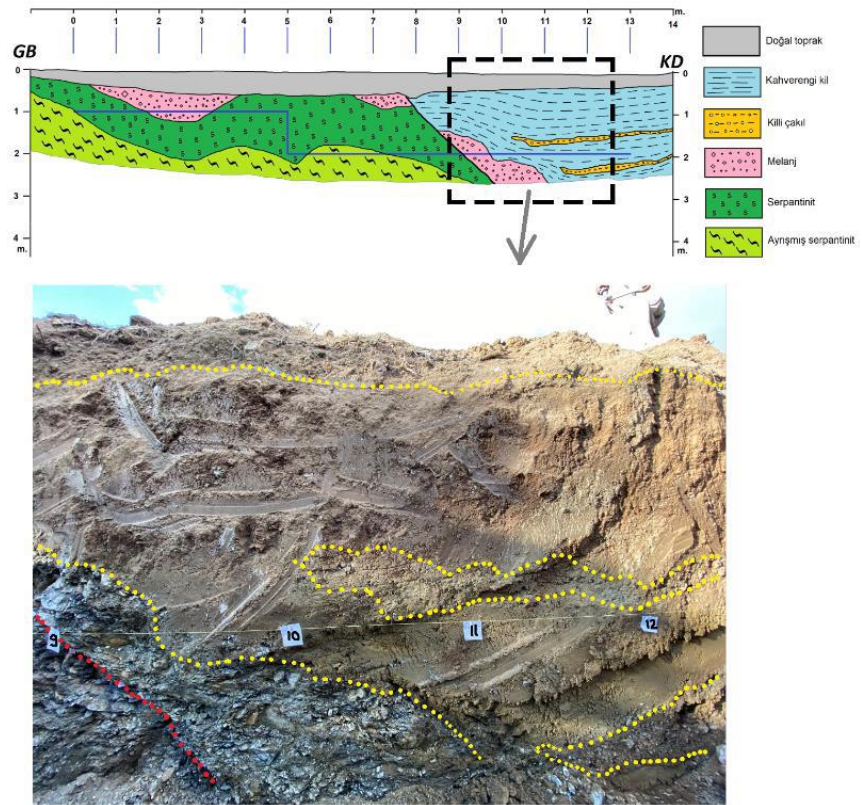 m.
0 1 2 3 4 5 6 7 8 9 10 11 12 13 14
GB
KD
0
1
2
3
4
m.
0
1
2
3
4
m.
Doğal toprak
Kahverengi kil
Killi çakıl
Melanj
Serpantinit
Ayrışmış serpantinit
9
10
11
12